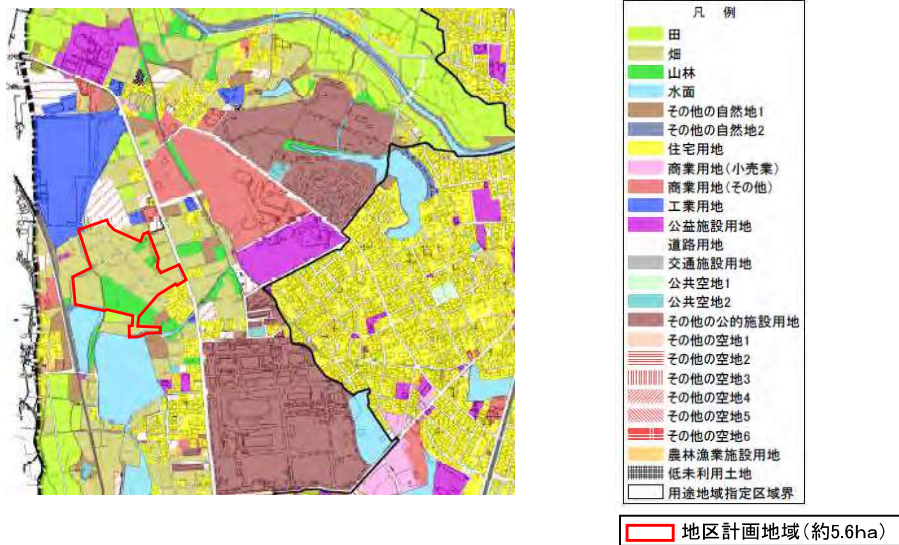 凡 例
田
畑
山林
水面
その他の自然地1
その他の自然地2
住宅用地
商業用地(小売業)
商業用地(その他)
工業用地
公益施設用地
道路用地
交通施設用地
公共空地1
公共空地2
その他の公的施設用地
その他の空地1
その他の空地2
その他の空地3
その他の空地4
その他の空地5
その他の空地6
農林漁業施設用地
低未利用土地
用途地域指定区域界
地区計画地域(約5.6ha)